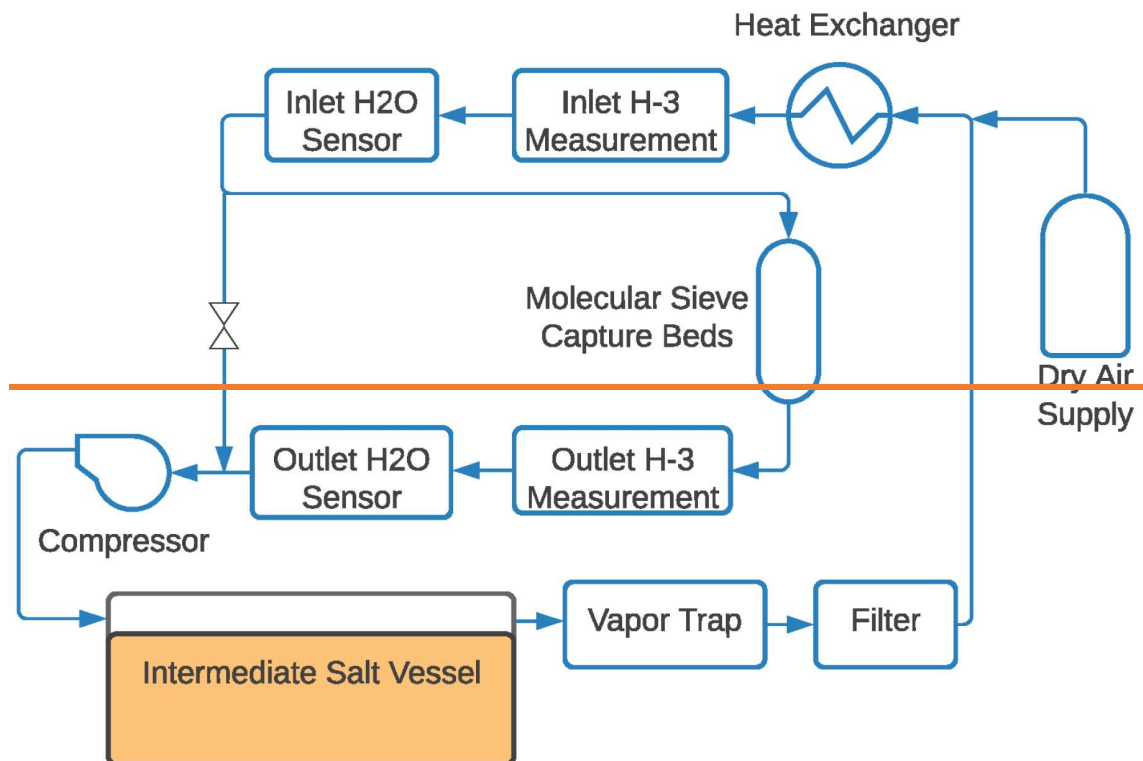 Heat Exchanger
Inlet H2O
Sensor
Inlet H-3
Measurement
Molecular Sieve
Capture Beds
Dry Air
Supply
Outlet H2O
Sensor
Outlet H-3
Measurement
Compressor
Intermediate Salt Vessel
Vapor Trap
Filter